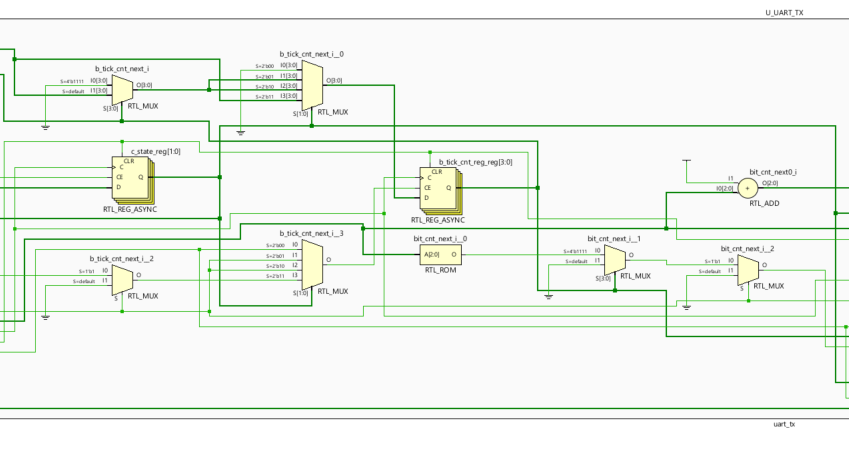 U_UART_TX
b_tick_cnt_next_i
S=4'b1111 I0[3:0]
S=default I1[3:0]
O[3:0]
S[3:0]
RTL_MUX
b_tick_cnt_next_i__0
S=2'b00 I0[3:0]
S=2'b01 I1[3:0]
S=2'b10 I2[3:0]
S=2'b11 I3[3:0]
O[3:0]
S[1:0]
RTL_MUX
c_state_reg[1:0]
CLR
C
CE
D
Q
RTL_REG_ASYNC
b_tick_cnt_reg_reg[3:0]
CLR
C
CE
D
Q
RTL_REG_ASYNC
bit_cnt_next0_i
I1
I0[2:0]
+
O[2:0]
RTL_ADD
b_tick_cnt_next_i__2
S=1'b1 I0
S=default I1
O
S
RTL_MUX
b_tick_cnt_next_i__3
S=2'b00 I0
S=2'b01 I1
S=2'b10 I2
S=2'b11 I3
O
S[1:0]
RTL_MUX
bit_cnt_next_i__0
A[2:0] O
RTL_ROM
bit_cnt_next_i__1
S=4'b1111 I0
S=default I1
O
S[3:0]
RTL_MUX
bit_cnt_next_i__2
S=1'b1 I0
S=default I1
O
S
RTL_MUX
uart_tx